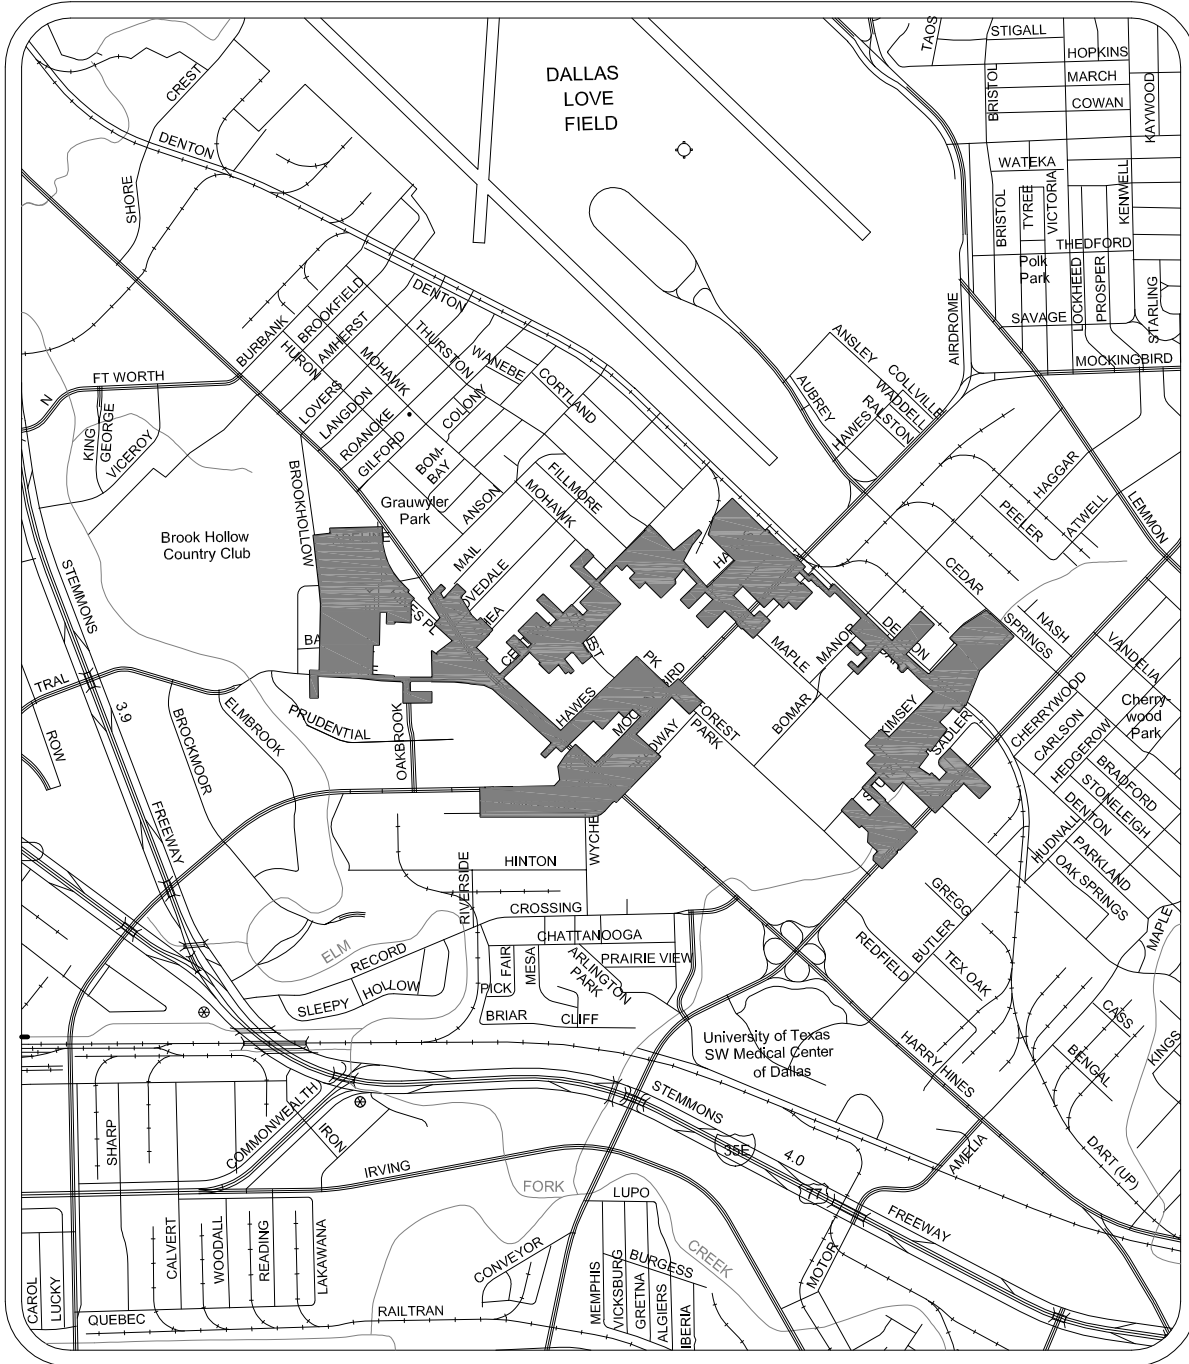 TAOS
STIGALL
HOPKINS
MARCH
COWAN
BRISTOL
KAYWOOD
DALLAS
LOVE
FIELD
CREST
DENTON
SHORE
WATEKA
BRISTOL
TYREE
VICTORIA
KENWELL
THEDFORD
Polk
Park
LOCKHEED
PROSPER
STARLING
SAVAGE
MOCKINGBIRD
AIRDROME
DENTON
BURBANK
BROOKFIELD
HURON
AMHERST
MOHAWK
THURSTON
WANEBE
CORTLAND
COLONY
LOVERS
LANGDON
ROANOKE
GILFORD
BOM-
BAY
ANSON
ANSLEY
COLLVILLE
WADDELL
RALSTON
AUBREY
HAWES
FT WORTH
N
KING
GEORGE
VICEROY
BROOKHOLLOW
Brook Hollow
Country Club
Grauwyler
Park
FILLMORE
MOHAWK
MAIL
HAGGAR
PEELER
ATWELL
LEMMON
CEDAR
SPRINGS
NASH
VANDELIA
STEMMONS
FREEWAY
TRAL
ROW
3.9
BROCKMOOR
ELMBROOK
PRUDENTIAL
OAKBROOK
HAWES
PK
MAPLE
MANOR
BOMAR
FOREST
PARK
KIMSEY
SADLER
CHERRYWOOD
CARLSON
HEDGEROW
BRADFORD
STONELEIGH
DENTON
HUDNALL
PARKLAND
OAK SPRINGS
Cherry-
wood
Park
MAPLE
WYCHE
HINTON
RIVERSIDE
CROSSING
CHATTANOOGA
PRAIRIE VIEW
ARLINGTON
PARK
FAIR
MESA
PICK
BRIAR
CLIFF
ELM
RECORD
SLEEPY
HOLLOW
GREGG
BUTLER
REDFIELD
TEX OAK
CASS
BENGAL
KINGS
University of Texas
SW Medical Center
of Dallas
HARRY HINES
AMELIA
DART (UP)
STEMMONS
35E
4.0
77
FREEWAY
MOTOR
SHARP
COMMONWEALTH
IRON
IRVING
FORK
CREEK
LUPO
CONVEYOR
MEMPHIS
VICKSBURG
GRETNA
ALGIERS
IBERIA
BURGESS
CAROL
LUCKY
QUEBEC
CALVERT
WOODALL
READING
LAKAWANA
RAILTRAN